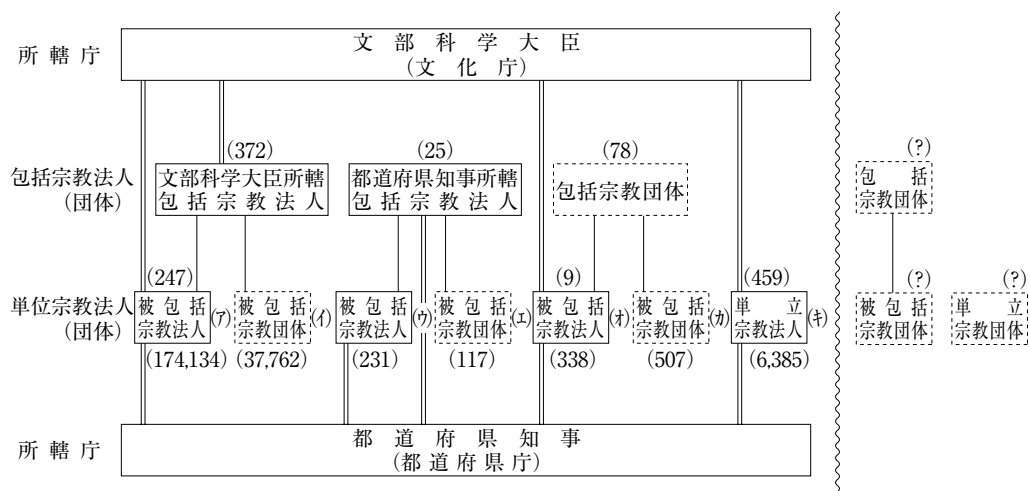 所轄庁
文部科学大臣
(文化庁)
包括宗教法人
(団体)
(372)
文部科学大臣所轄
包括宗教法人
(25)
都道府県知事所轄
包括宗教法人
(78)
包括宗教団体
(?)
包括
宗教団体
単位宗教法人
(団体)
(247)
被包括
宗教法人
(ア)
(174,134)
被包括
宗教団体
(イ)
(37,762)
被包括
宗教法人
(ウ)
(231)
被包括
宗教団体
(エ)
(117)
(9)
被包括
宗教法人
(オ)
(338)
被包括
宗教団体
(カ)
(507)
(459)
単立
宗教法人
(キ)
(6,385)
(?)
被包括
宗教団体
(?)
単立
宗教団体
所轄庁
都道府県知事
(都道府県庁)